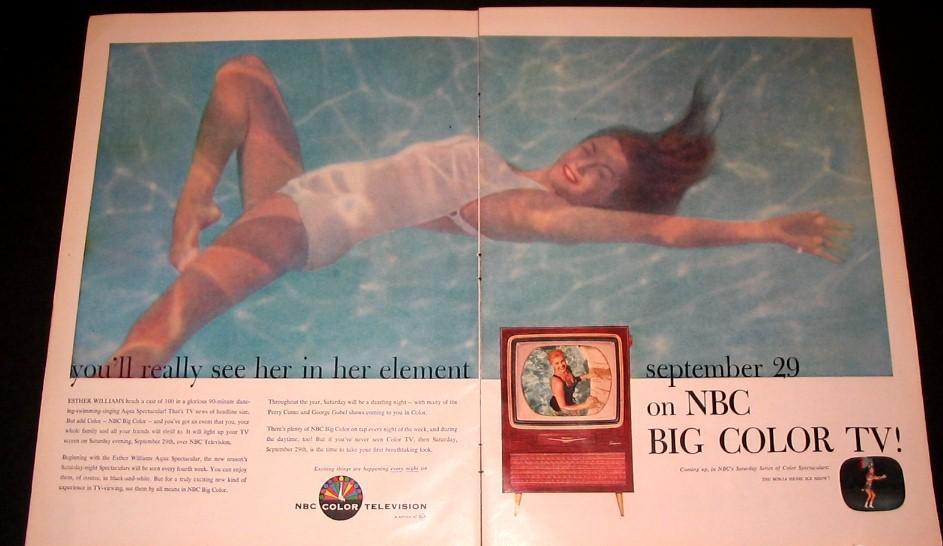 you'll really see her in her element
september 29
on NBC
BIG COLOR TV!
ESTHER WILLIAMS heads a cast of 100 in a glorious 90-minute danc-
ing-swimming-singing Aqua Spectacular! That's TV news of headline size.
But add Color – NBC Big Color – and you've got an event that you, your
whole family and all your friends will thrill to. It will light up your TV
screen on Saturday evening, September 29th, over NBC Television.
Beginning with the Esther Williams Aqua Spectacular, the new season's
Saturday-night Spectaculars will be seen every fourth week. You can enjoy
them, of course, in black-and-white. But for a truly exciting new kind of
experience in TV-viewing, see them by all means in NBC Big Color.
Throughout the year, Saturday will be a dazzling night – with many of the
Perry Como and George Gobel shows coming to you in Color.
There's plenty of NBC Big Color on tap every night of the week, and during
the daytime, too! But if you've never seen Color TV, then Saturday,
September 29th, is the time to take your first breathtaking look.
Exciting things are happening every night on
NBC COLOR TELEVISION
a service of
Coming up, in NBC's Saturday Series of Color Spectaculars:
THE SONJA HENIE ICE SHOW!